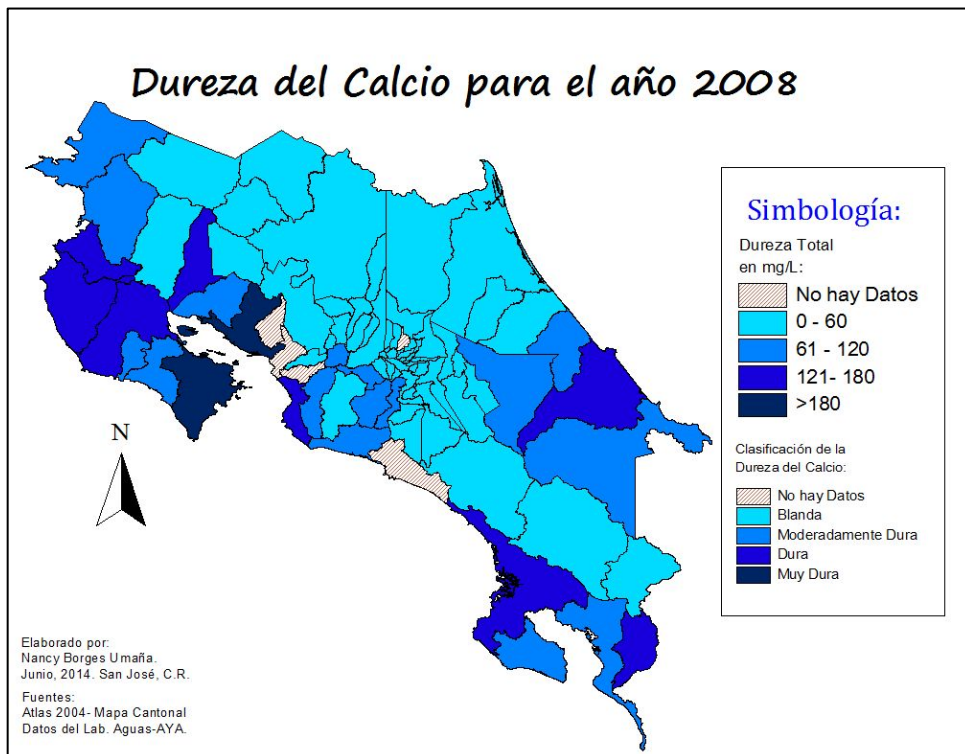 Dureza del Calcio para el año 2008
Simbología:
Dureza Total
en mg/L:
No hay Datos
0 - 60
61 - 120
121- 180
>180
Clasificación de la
Dureza del Calcio:
No hay Datos
Blanda
Moderadamente Dura
Dura
Muy Dura
N
Elaborado por:
Nancy Borges Umaña.
Junio, 2014. San José, C.R.
Fuentes:
Atlas 2004- Mapa Cantonal
Datos del Lab. Aguas-AYA.